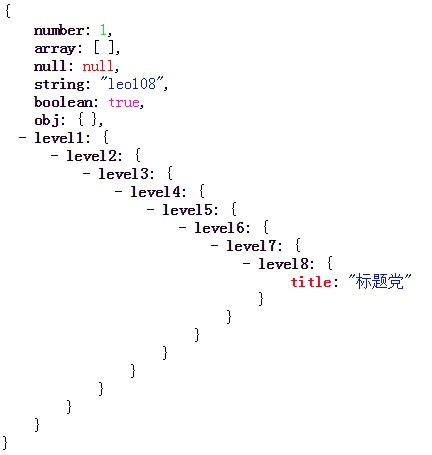 {
number: 1,
array: [ ],
null: null,
string: "leo108",
boolean: true,
obj: { },
- level1: {
- level2: {
- level3: {
- level4: {
- level5: {
- level6: {
- level7: {
- level8: {
title: "标题党"
}
}
}
}
}
}
}
}
}